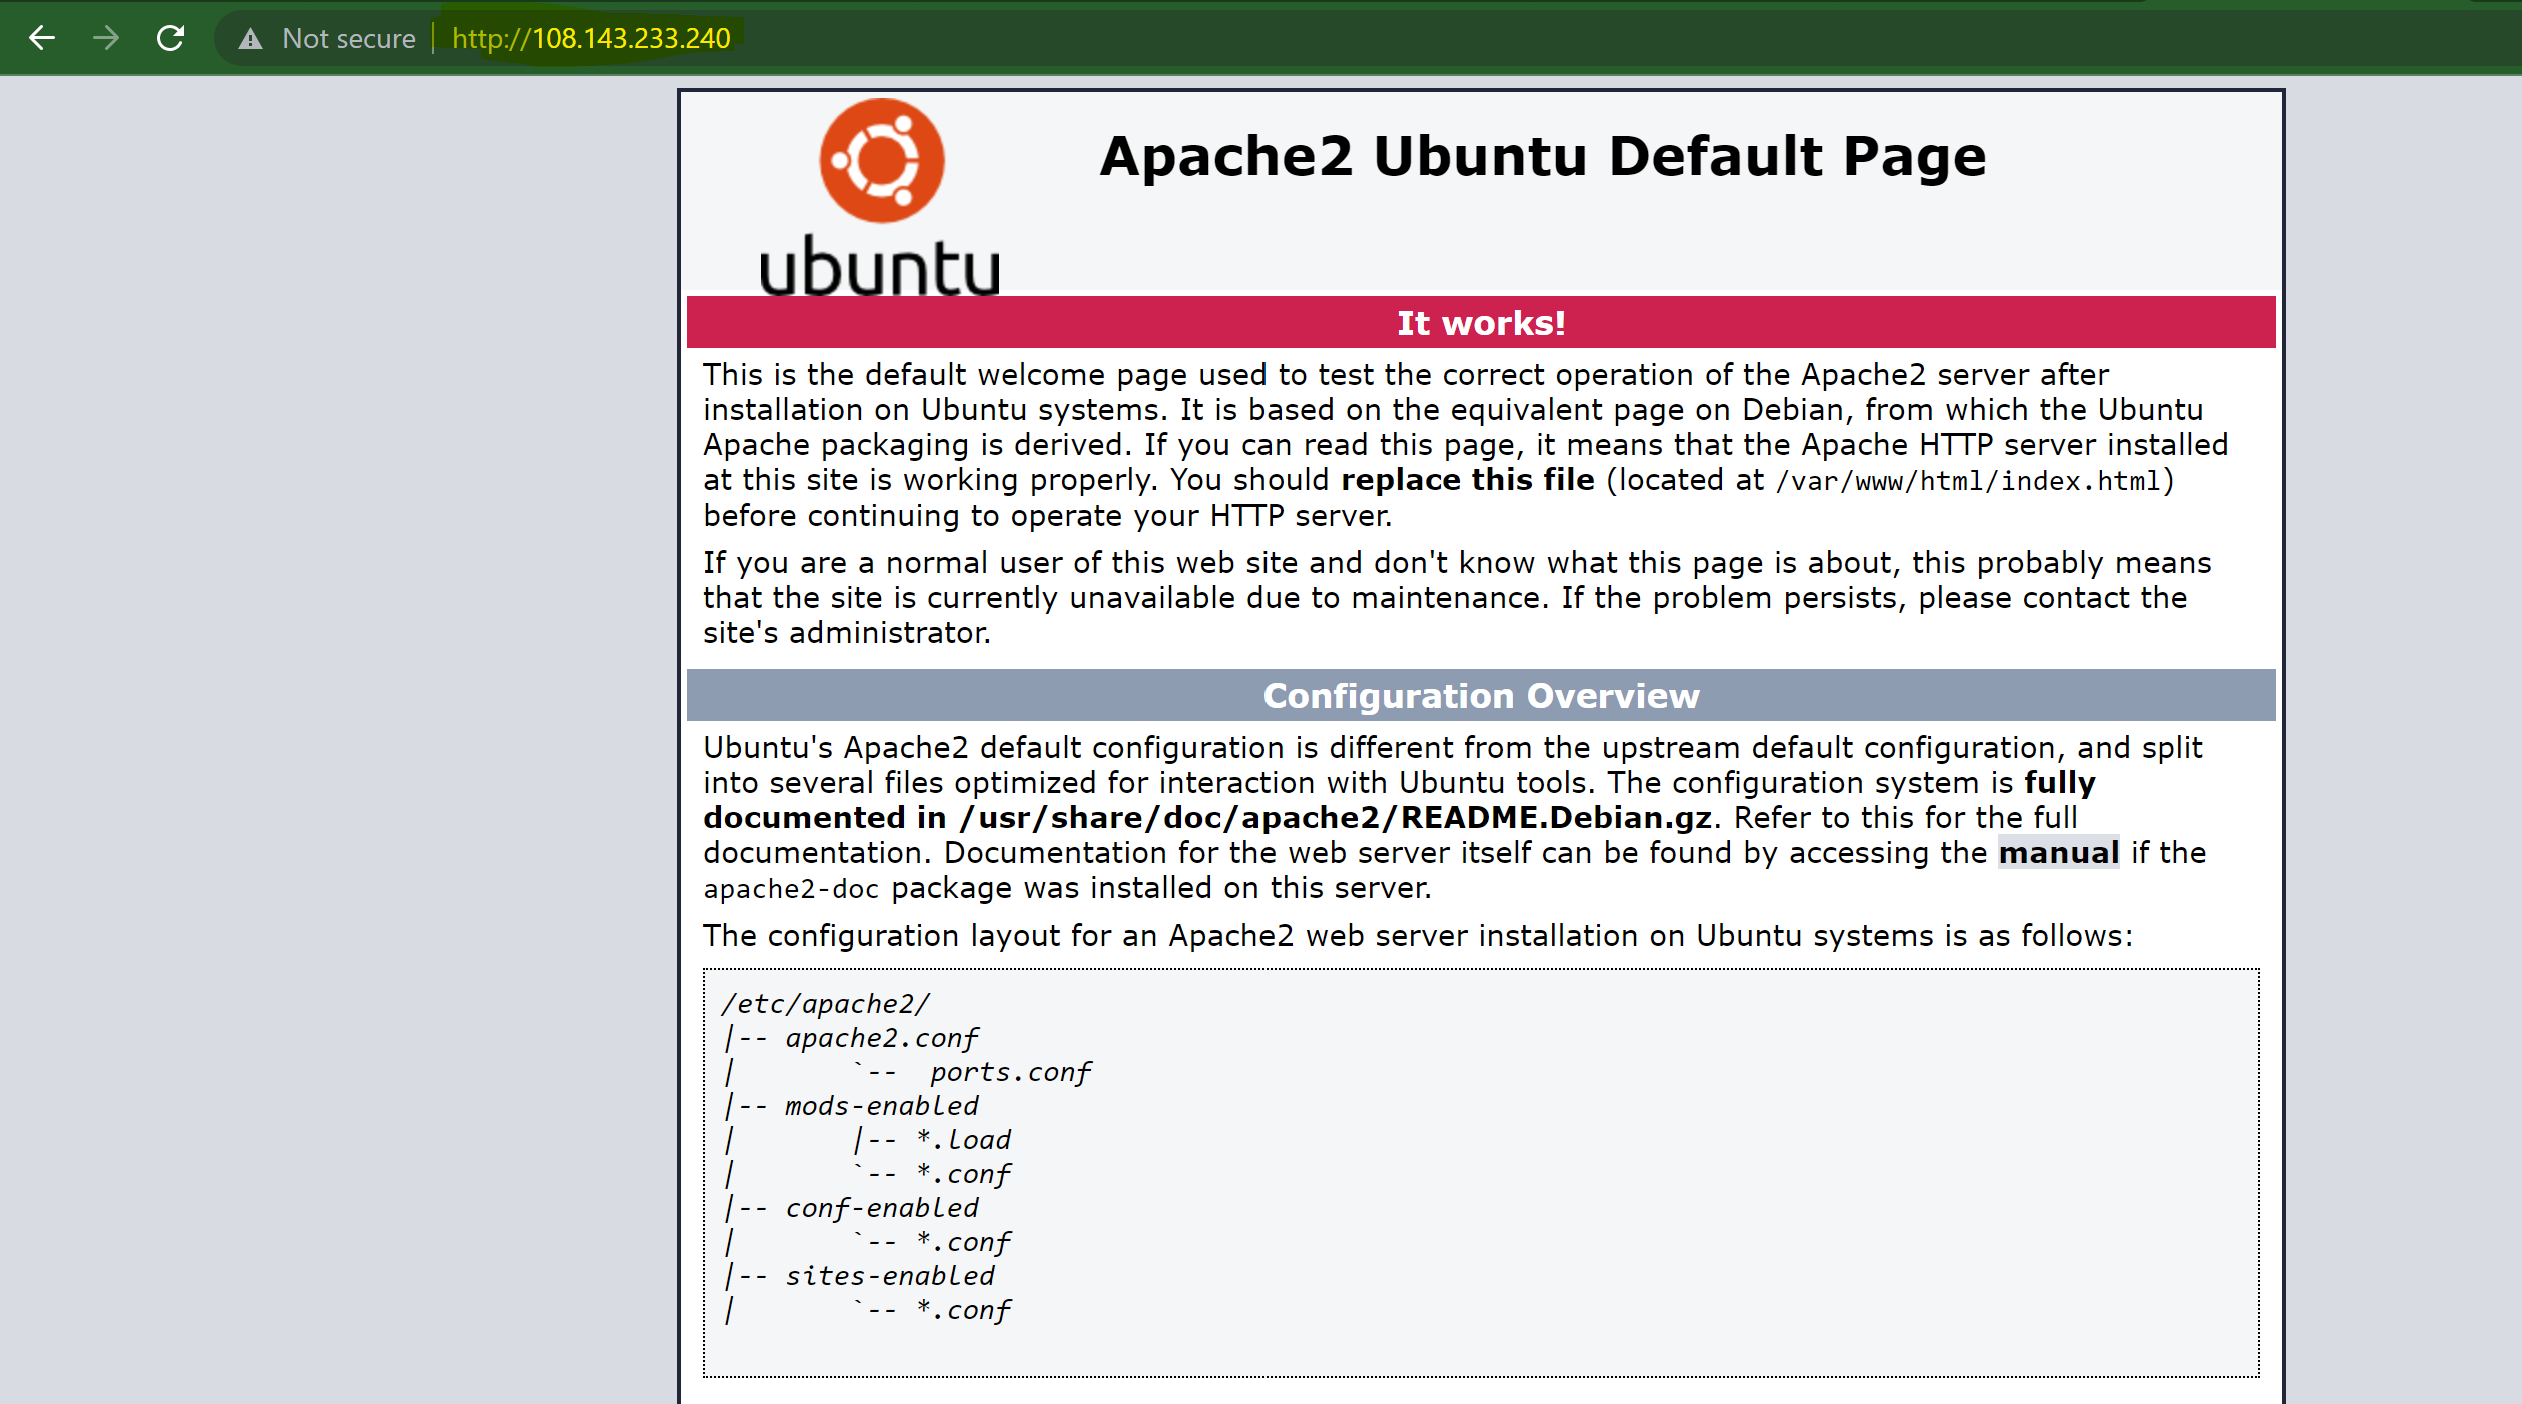 Not secure | http://108.143.233.240
ubuntu
Apache2 Ubuntu Default Page
It works!
This is the default welcome page used to test the correct operation of the Apache2 server after
installation on Ubuntu systems. It is based on the equivalent page on Debian, from which the Ubuntu
Apache packaging is derived. If you can read this page, it means that the Apache HTTP server installed
at this site is working properly. You should replace this file (located at /var/www/html/index.html)
before continuing to operate your HTTP server.
If you are a normal user of this web site and don't know what this page is about, this probably means
that the site is currently unavailable due to maintenance. If the problem persists, please contact the
site's administrator.
Configuration Overview
Ubuntu's Apache2 default configuration is different from the upstream default configuration, and split
into several files optimized for interaction with Ubuntu tools. The configuration system is fully
documented in /usr/share/doc/apache2/README.Debian.gz. Refer to this for the full
documentation. Documentation for the web server itself can be found by accessing the manual if the
apache2-doc package was installed on this server.
The configuration layout for an Apache2 web server installation on Ubuntu systems is as follows:
/etc/apache2/
|-- apache2.conf
|       `--  ports.conf
|-- mods-enabled
|       |-- *.load
|       `-- *.conf
|-- conf-enabled
|       `-- *.conf
|-- sites-enabled
|       `-- *.conf